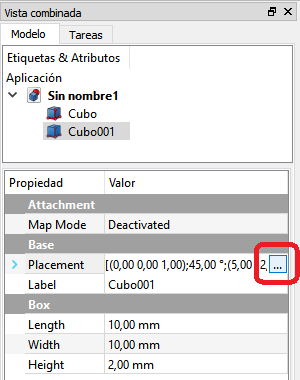 Vista combinada
Modelo Tareas
Etiquetas & Atributos
Aplicación
Sin nombre1
Cubo
Cubo001
Propiedad Valor
Attachment
Map Mode Deactivated
Base
Placement [(0,00 0,00 1,00);45,00 °;(5,00 2, ...
Label Cubo001
Box
Length 10,00 mm
Width 10,00 mm
Height 2,00 mm